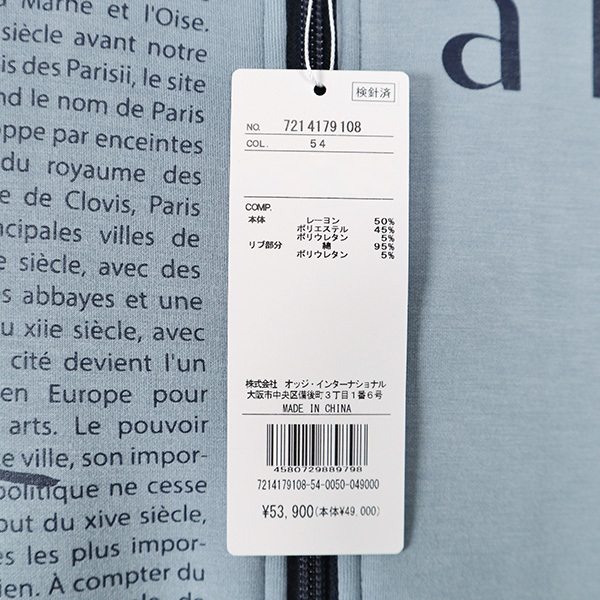 a Marne et l'Oise.
siècle avant notre
is des Parisii, le site
nd le nom de Paris
oppe par enceintes
du royaume des
e de Clovis, Paris
ncipales villes de
e siècle, avec des
s abbayes et une
u xiie siècle, avec
cité devient l'un
en Europe pour
arts. Le pouvoir
e ville, son impor-
politique ne cesse
out du xive siècle,
es les plus impor-
ien. À compter du
a
検針済
NO. 7214179108
COL. 54
COMP.
本体 レーヨン 50%
ポリエステル 45%
ポリウレタン 5%
リブ部分 綿 95%
ポリウレタン 5%
株式会社 オッジ・インターナショナル
大阪市中央区備後町3丁目1番6号
MADE IN CHINA
4580729889798
7214179108-54-0050-049000
¥53,900(本体¥49,000)